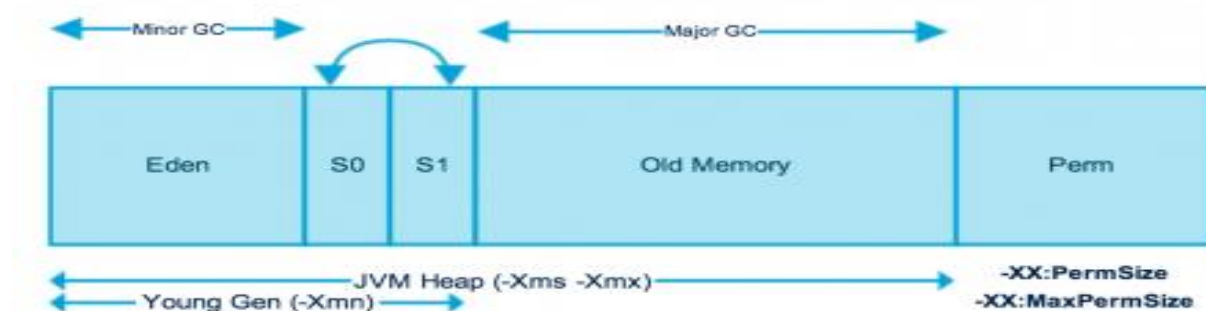 Minor GC
Major GC
Eden
S0
S1
Old Memory
Perm
JVM Heap (-Xms -Xmx)
Young Gen (-Xmn)
-XX:PermSize
-XX:MaxPermSize